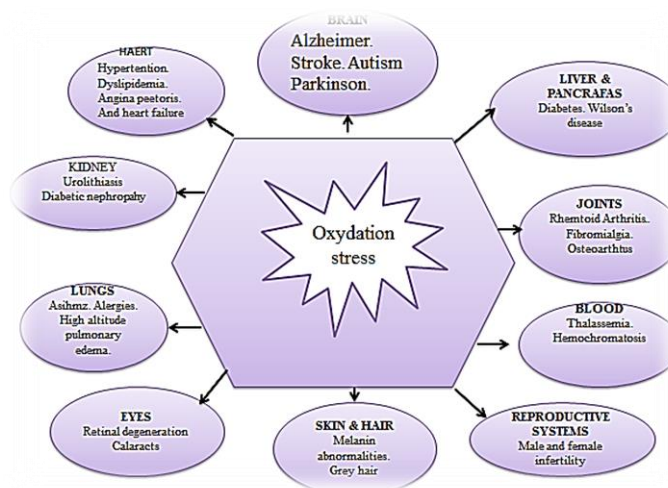 BRAIN
Alzheimer.
Stroke. Autism
Parkinson.
HAERT
Hypertention.
Dyslipidemia.
Angina peetoris.
And heart failure
LIVER &
PANCRAFAS
Diabetes. Wilson's
disease
KIDNEY
Urolithiasis
Diabetic nephropahy
Oxydation
stress
JOINTS
Rhemtoid Arthritis.
Fibromialgia.
Osteoarthtus
LUNGS
Asihmz. Alergies.
High altitude
pulmonary
edema.
BLOOD
Thalassemia.
Hemochromatosis
EYES
Retinal degeneration
Calaracts
SKIN & HAIR
Melanin
abnormalities.
Grey hair
REPRODUCTIVE
SYSTEMS
Male and female
infertility